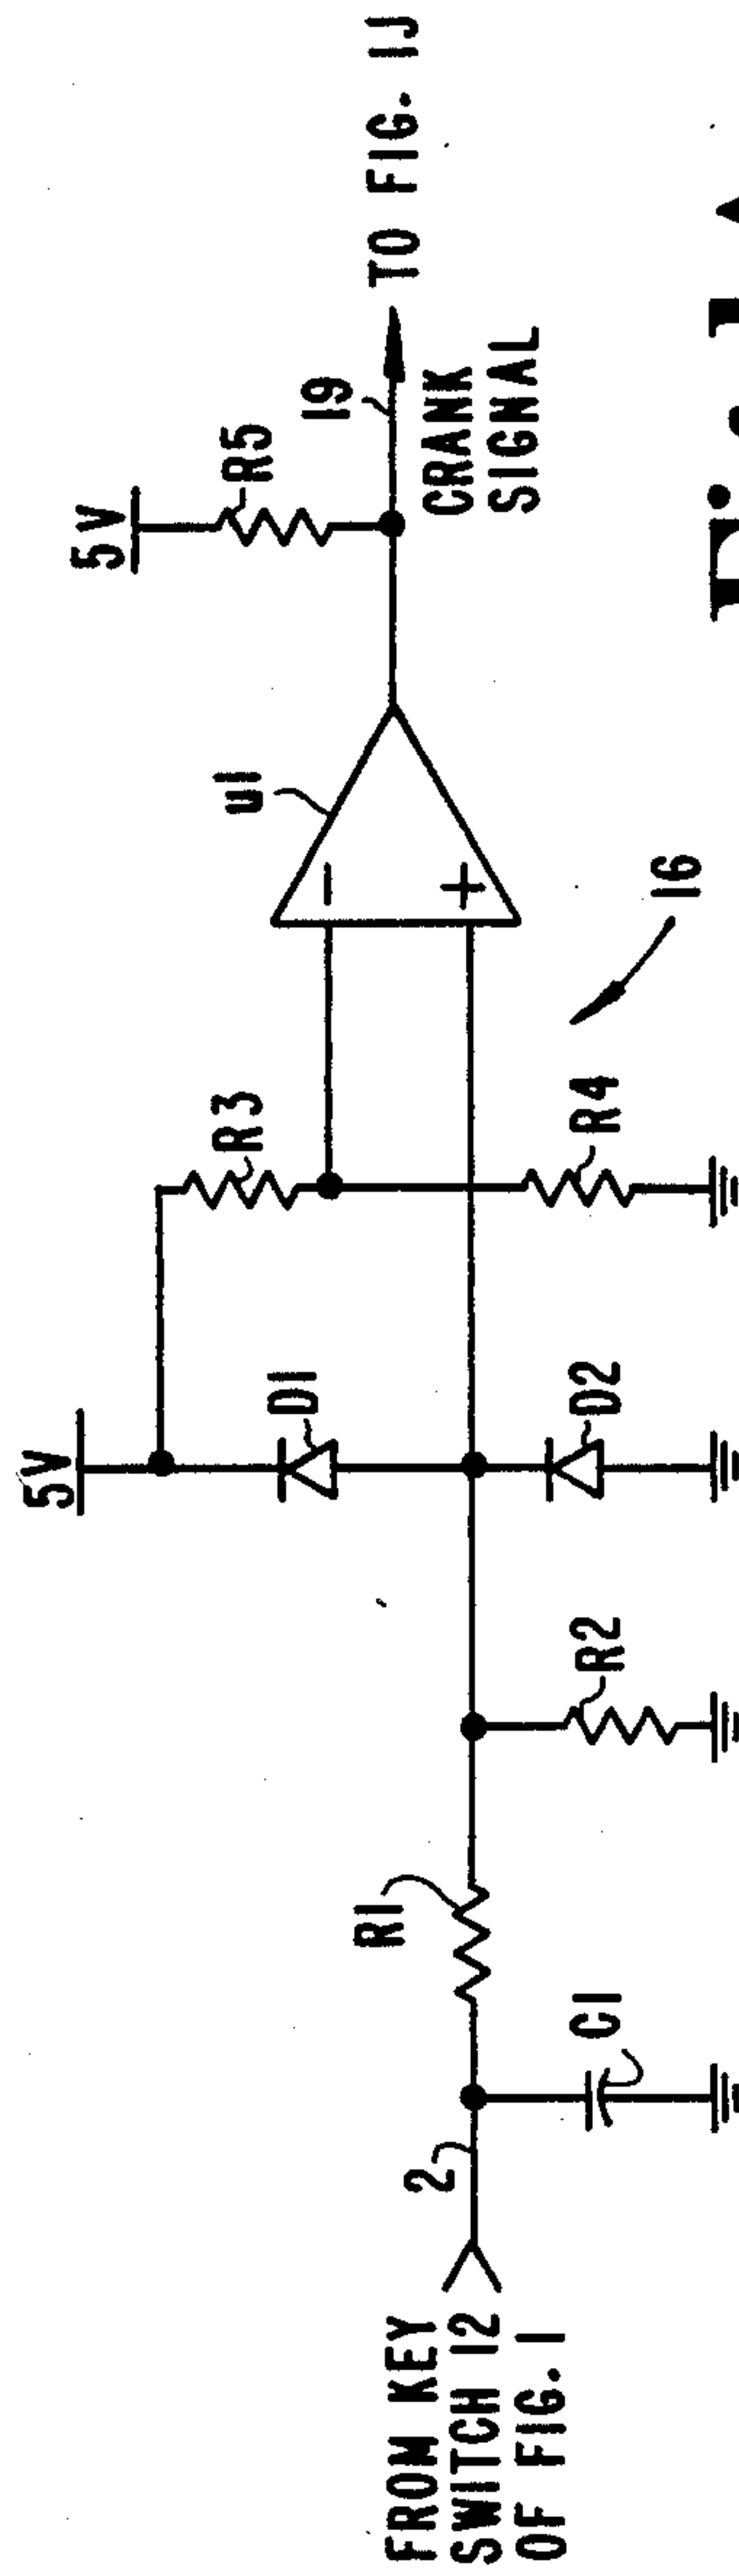 FROM KEY
SWITCH 12
OF FIG. 1
2
C1
R1
R2
5V
D1
D2
R3
R4
-
+
u1
16
5V
R5
19
CRANK
SIGNAL
TO FIG. 1J